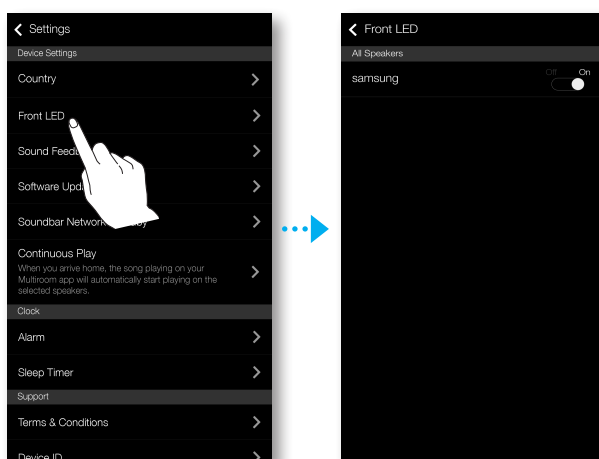 Settings
Device Settings
Country
Front LED
Sound Feed
Software Upd
Soundbar Network
Continuous Play
When you arrive home, the song playing on your
Multiroom app will automatically start playing on the
selected speakers.
Clock
Alarm
Sleep Timer
Support
Terms & Conditions
Device ID
Front LED
All Speakers
samsung
Off On